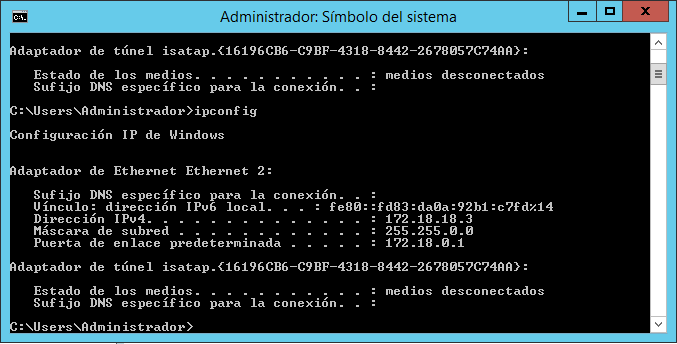 Administrador: Símbolo del sistema
Adaptador de túnel isatap.{16196CB6-C9BF-4318-8442-2678057C74AA}:
Estado de los medios. . . . . . . . . . . : medios desconectados
Sufijo DNS específico para la conexión. . :
C:\Users\Administrador>ipconfig
Configuración IP de Windows
Adaptador de Ethernet Ethernet 2:
Sufijo DNS específico para la conexión. . :
Vínculo: dirección IPv6 local. . . : fe80::fd83:da0a:92b1:c7fd%14
Dirección IPv4. . . . . . . . . . . . . . : 172.18.18.3
Máscara de subred . . . . . . . . . . . . : 255.255.0.0
Puerta de enlace predeterminada . . . . . : 172.18.0.1
Adaptador de túnel isatap.{16196CB6-C9BF-4318-8442-2678057C74AA}:
Estado de los medios. . . . . . . . . . . : medios desconectados
Sufijo DNS específico para la conexión. . :
C:\Users\Administrador>